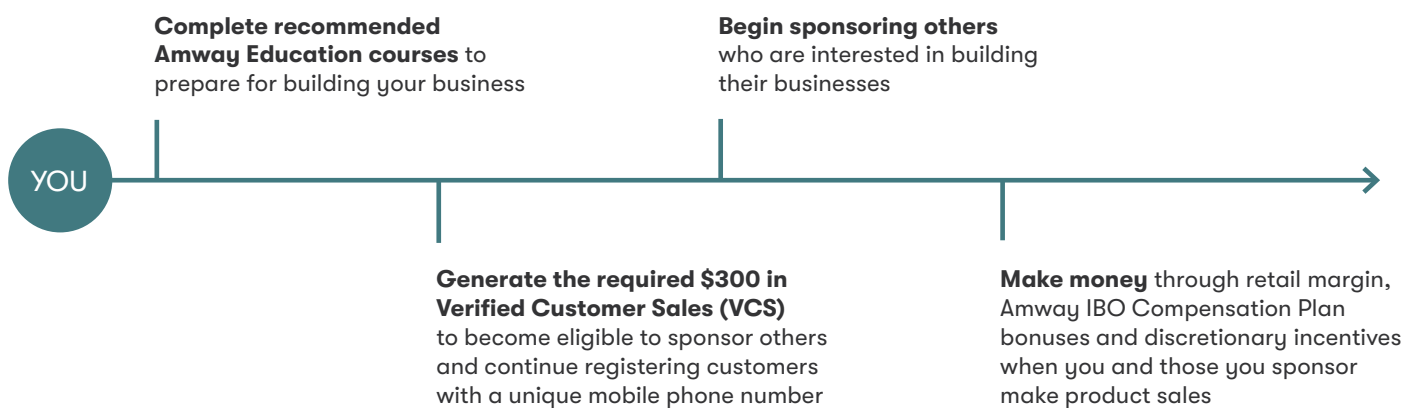 Complete recommended
Amway Education courses to
prepare for building your business
Begin sponsoring others
who are interested in building
their businesses
YOU
Generate the required $300 in
Verified Customer Sales (VCS)
to become eligible to sponsor others
and continue registering customers
with a unique mobile phone number
Make money through retail margin,
Amway IBO Compensation Plan
bonuses and discretionary incentives
when you and those you sponsor
make product sales